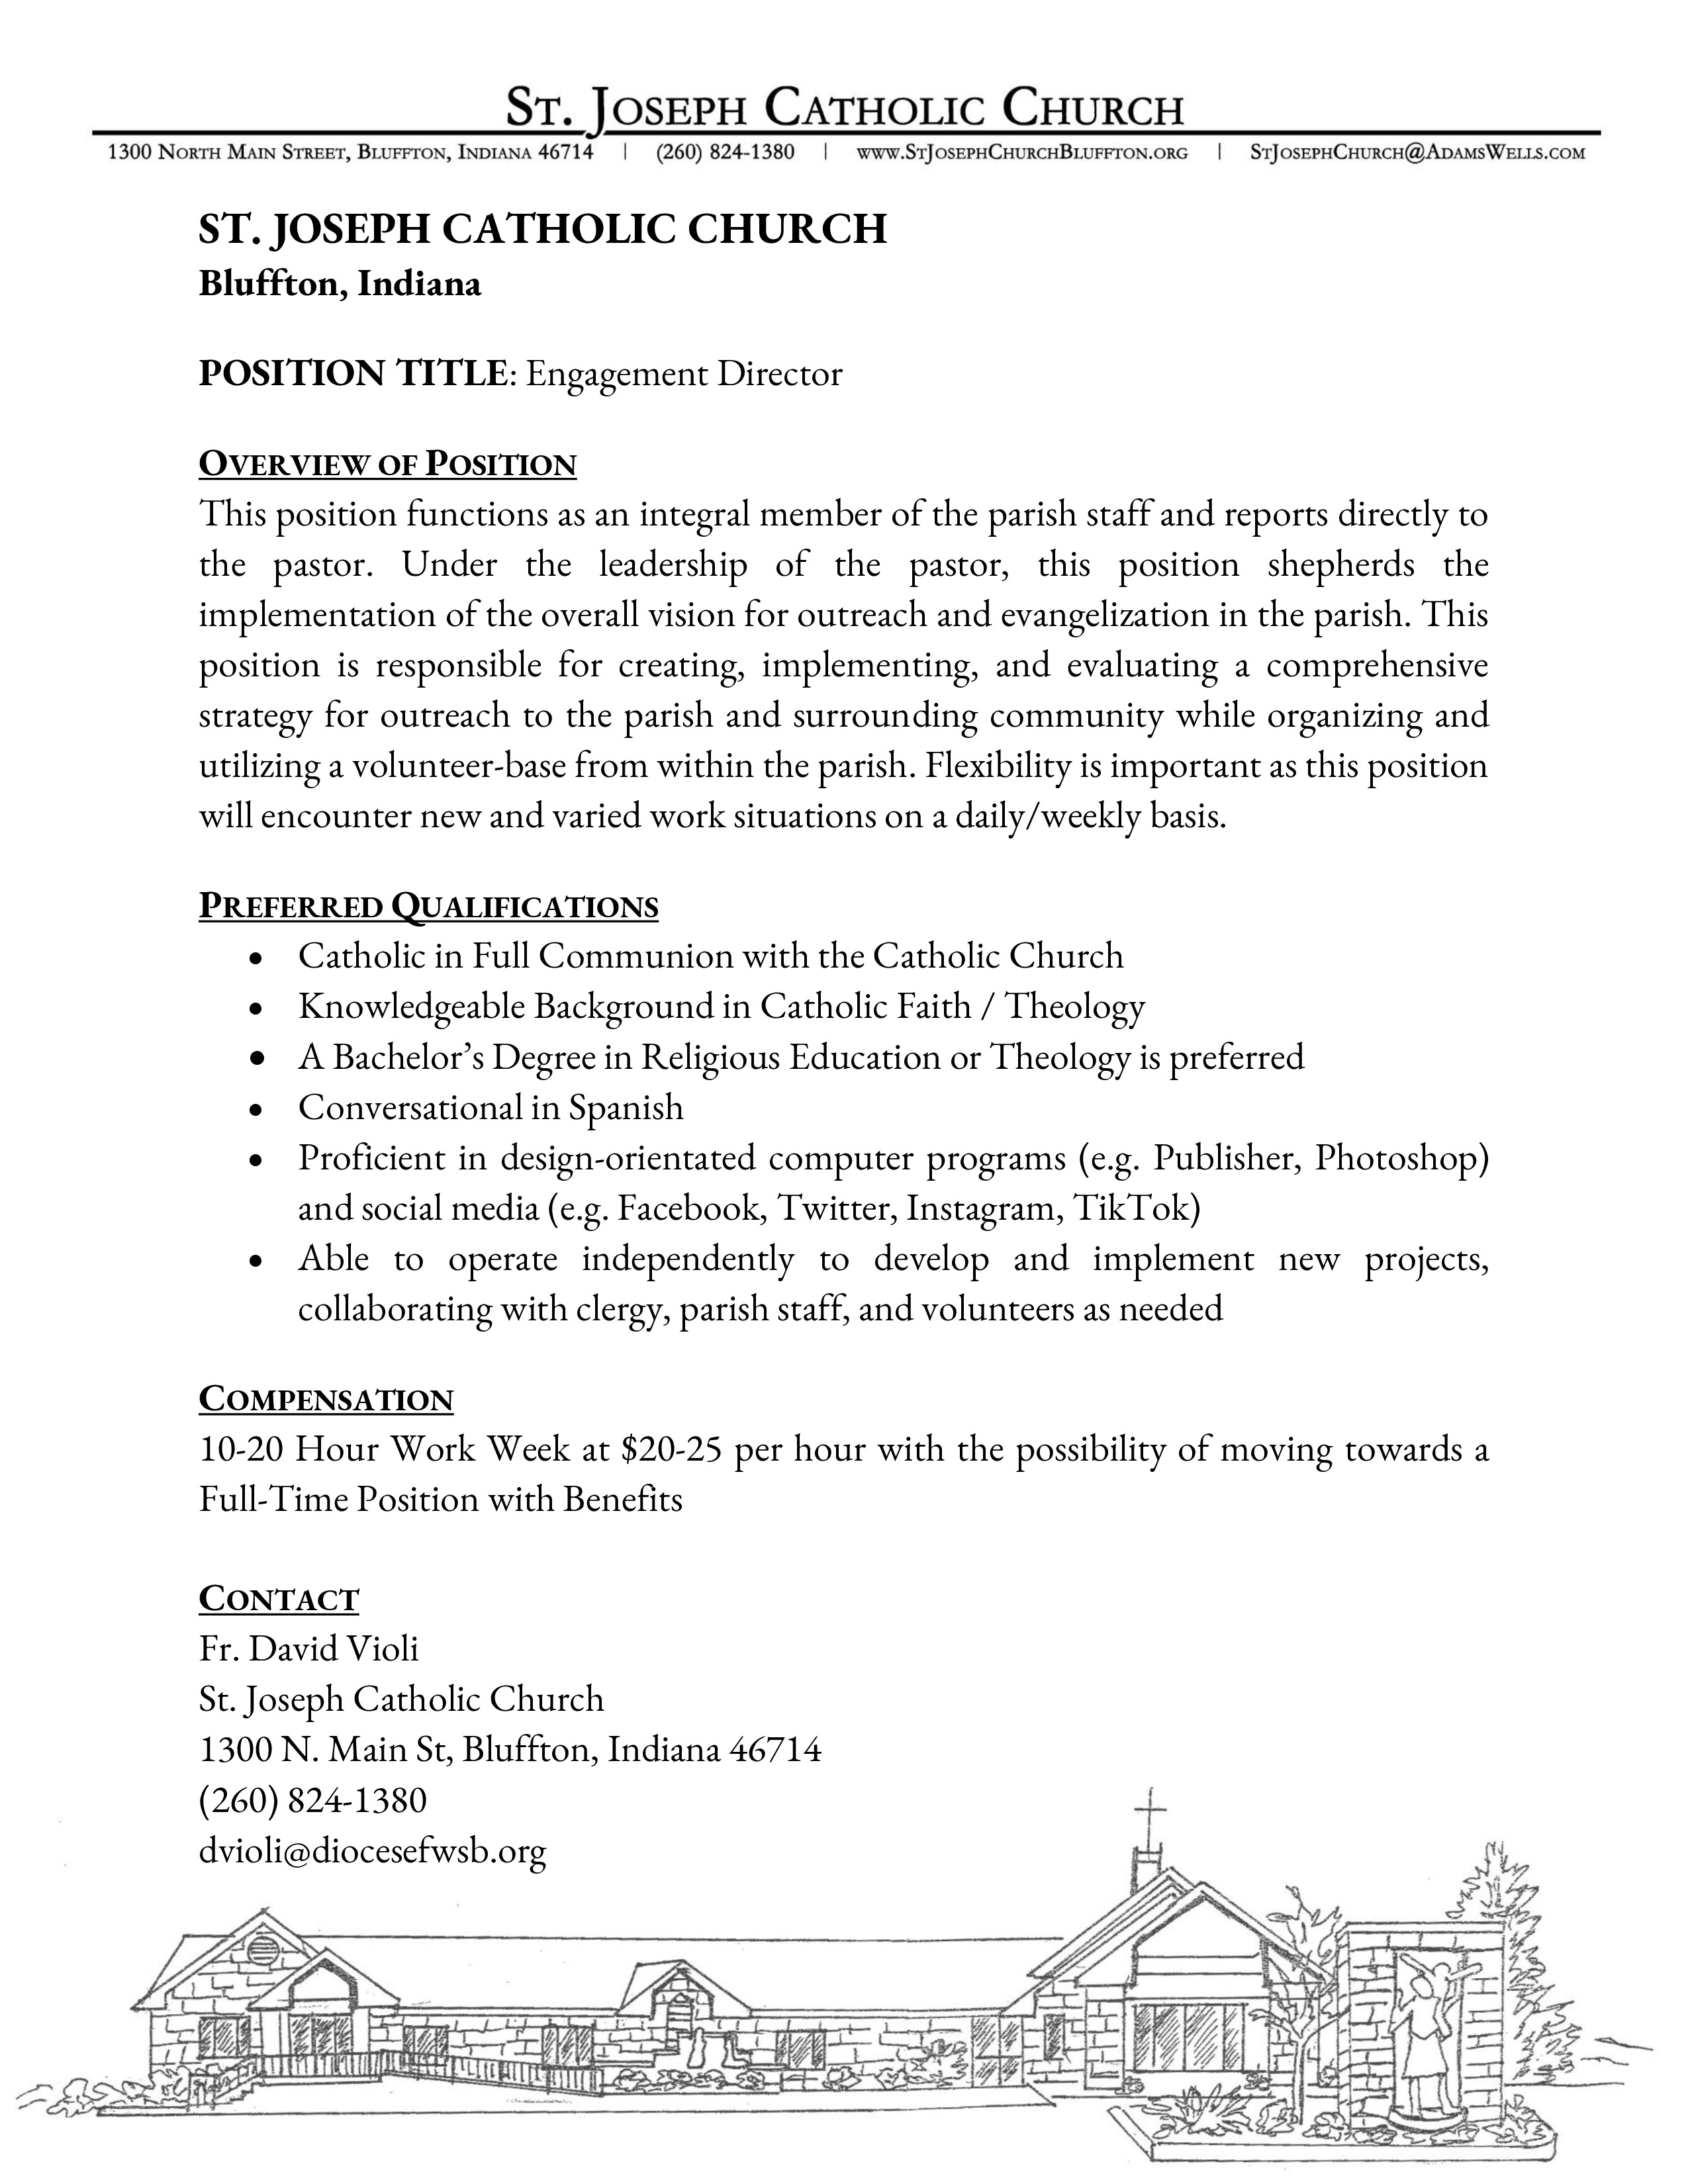 St. Joseph Catholic Church
1300 North Main Street, Bluffton, Indiana 46714 | (260) 824-1380 | www.StJosephChurchBluffton.org | StJosephChurch@AdamsWells.com
ST. JOSEPH CATHOLIC CHURCH
Bluffton, Indiana
POSITION TITLE: Engagement Director
Overview of Position
This position functions as an integral member of the parish staff and reports directly to
the pastor. Under the leadership of the pastor, this position shepherds the
implementation of the overall vision for outreach and evangelization in the parish. This
position is responsible for creating, implementing, and evaluating a comprehensive
strategy for outreach to the parish and surrounding community while organizing and
utilizing a volunteer-base from within the parish. Flexibility is important as this position
will encounter new and varied work situations on a daily/weekly basis.
Preferred Qualifications
• Catholic in Full Communion with the Catholic Church
• Knowledgeable Background in Catholic Faith / Theology
• A Bachelor’s Degree in Religious Education or Theology is preferred
• Conversational in Spanish
• Proficient in design-orientated computer programs (e.g. Publisher, Photoshop)
and social media (e.g. Facebook, Twitter, Instagram, TikTok)
• Able to operate independently to develop and implement new projects,
collaborating with clergy, parish staff, and volunteers as needed
Compensation
10-20 Hour Work Week at $20-25 per hour with the possibility of moving towards a
Full-Time Position with Benefits
Contact
Fr. David Violi
St. Joseph Catholic Church
1300 N. Main St, Bluffton, Indiana 46714
(260) 824-1380
dvioli@diocesefwsb.org